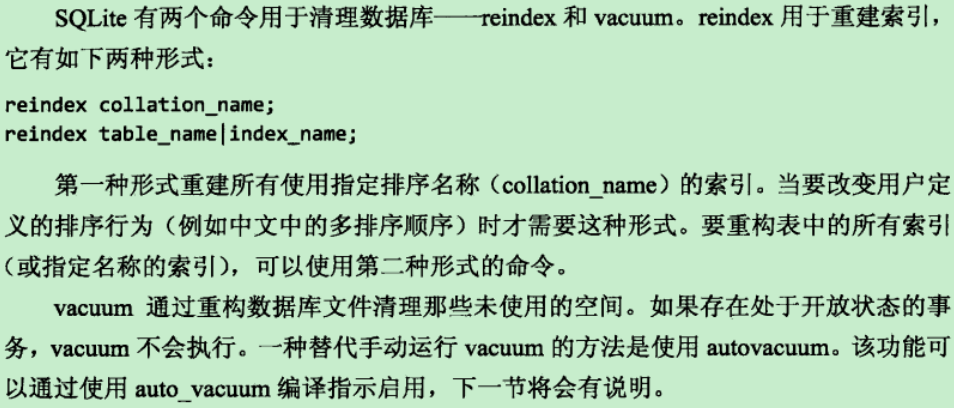 SQLite 有两个命令用于清理数据库——reindex 和 vacuum。reindex 用于重建索引，
它有如下两种形式：
reindex collation_name;
reindex table_name|index_name;
第一种形式重建所有使用指定排序名称（collation_name）的索引。当要改变用户定
义的排序行为（例如中文中的多排序顺序）时才需要这种形式。要重构表中的所有索引
（或指定名称的索引），可以使用第二种形式的命令。
vacuum 通过重构数据库文件清理那些未使用的空间。如果存在处于开放状态的事
务，vacuum 不会执行。一种替代手动运行 vacuum 的方法是使用 autovacuum。该功能可
以通过使用 auto_vacuum 编译指示启用，下一节将会有说明。